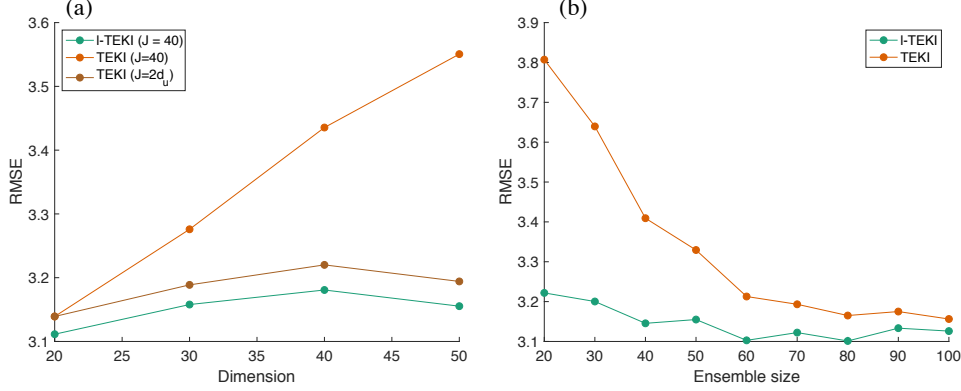 (a)
3.6
3.5
3.4
3.3
3.2
3.1
RMSE
I-TEKI (J = 40)
TEKI (J=40)
TEKI (J=2d_u)
20 25 30 35 40 45 50
Dimension
(b)
3.9
3.8
3.7
3.6
3.5
3.4
3.3
3.2
3.1
RMSE
I-TEKI
TEKI
20 30 40 50 60 70 80 90 100
Ensemble size